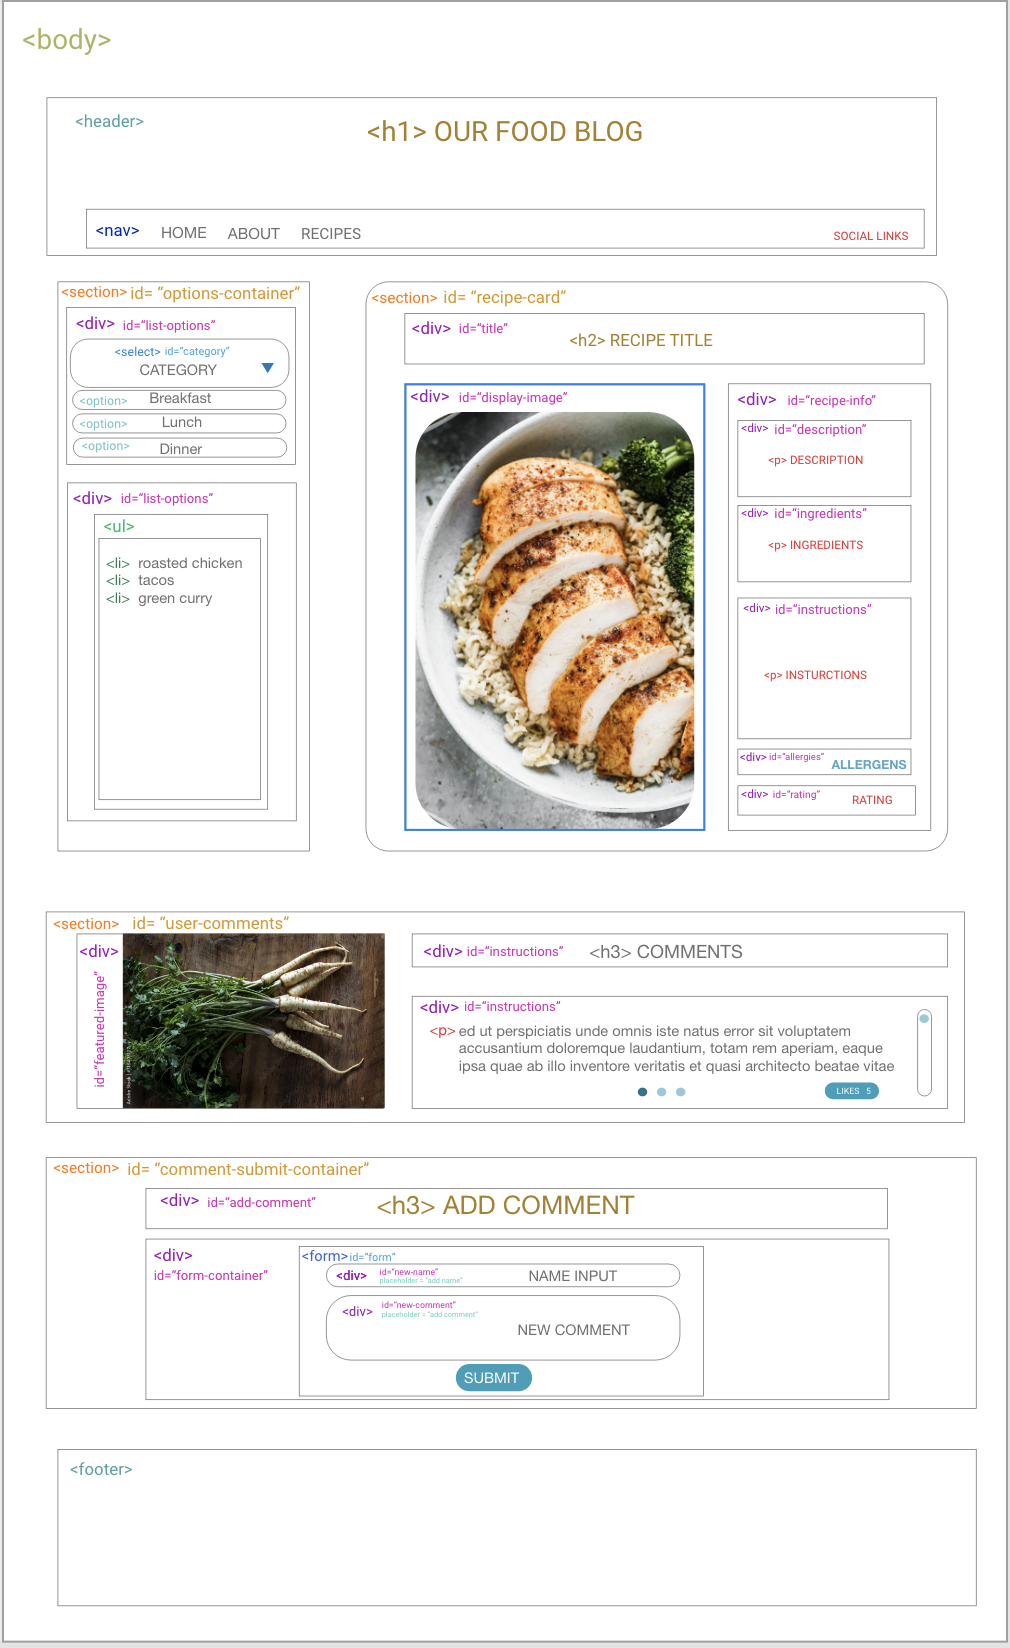 <body>
<header>
<h1> OUR FOOD BLOG
<nav> HOME ABOUT RECIPES SOCIAL LINKS
<section> id= “options-container”
<div> id=“list-options”
<select> id=“category”
CATEGORY
<option> Breakfast
<option> Lunch
<option> Dinner
<div> id=“list-options”
<ul>
<li> roasted chicken
<li> tacos
<li> green curry
<section> id= “recipe-card”
<div> id=“title”
<h2> RECIPE TITLE
<div> id=“display-image”
<div> id=“recipe-info”
<div> id=“description”
<p> DESCRIPTION
<div> id=“ingredients”
<p> INGREDIENTS
<div> id=“instructions”
<p> INSTURCTIONS
<div> id=“allergies” ALLERGENS
<div> id=“rating” RATING
<section> id= “user-comments”
<div>
id=“featured-image”
<div> id=“instructions” <h3> COMMENTS
<div> id=“instructions”
<p> ed ut perspiciatis unde omnis iste natus error sit voluptatem
accusantium doloremque laudantium, totam rem aperiam, eaque
ipsa quae ab illo inventore veritatis et quasi architecto beatae vitae
LIKES 5
<section> id= “comment-submit-container”
<div> id=“add-comment” <h3> ADD COMMENT
<div>
id=“form-container”
<form> id=“form”
<div> id=“new-name”
placeholder = “add name”
NAME INPUT
<div> id=“new-comment”
placeholder = “add comment”
NEW COMMENT
SUBMIT
<footer>